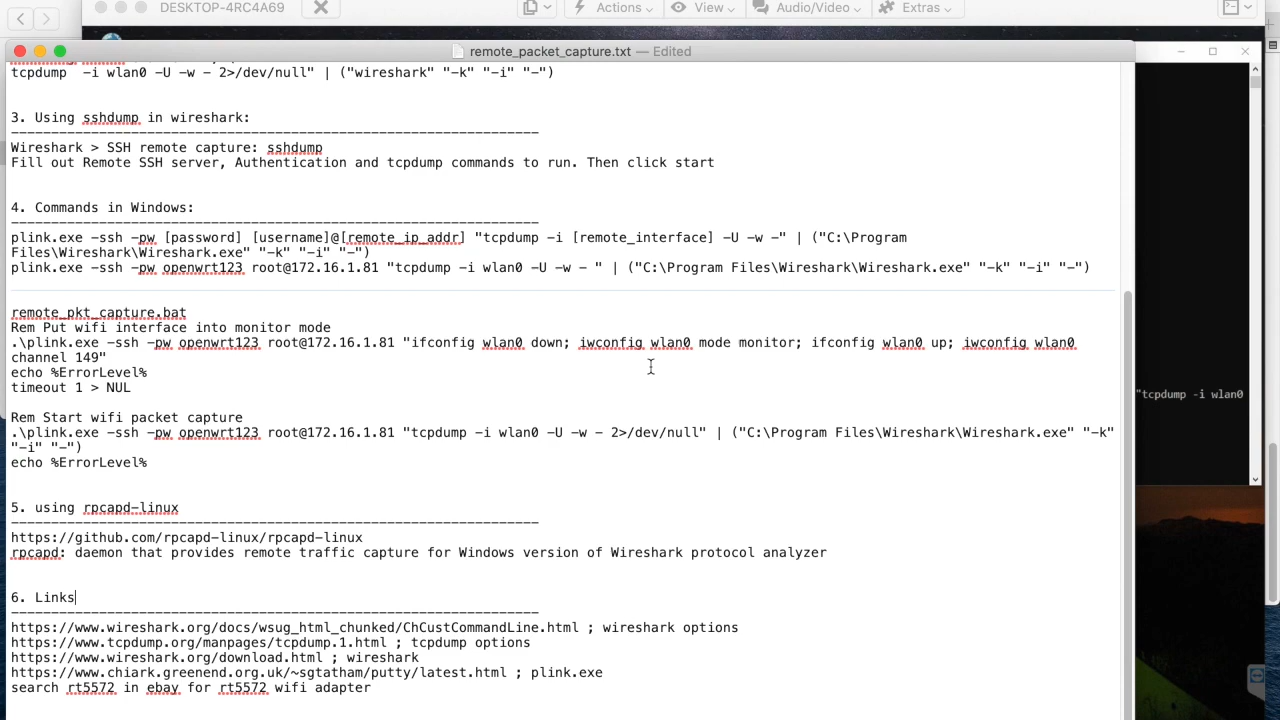 DESKTOP-4RC4A69
Actions
View
Audio/Video
Extras
remote_packet_capture.txt — Edited
tcpdump  -i wlan0 -U -w - 2>/dev/null" | ("wireshark" "-k" "-i" "-")
3. Using sshdump in wireshark:
------------------------------------------------------------------
Wireshark > SSH remote capture: sshdump
Fill out Remote SSH server, Authentication and tcpdump commands to run. Then click start
4. Commands in Windows:
------------------------------------------------------------------
plink.exe -ssh -pw [password] [username]@[remote_ip_addr] "tcpdump -i [remote_interface] -U -w -" | ("C:\Program
Files\Wireshark\Wireshark.exe" "-k" "-i" "-")
plink.exe -ssh -pw openwrt123 root@172.16.1.81 "tcpdump -i wlan0 -U -w - " | ("C:\Program Files\Wireshark\Wireshark.exe" "-k" "-i" "-")
remote_pkt_capture.bat
Rem Put wifi interface into monitor mode
.\plink.exe -ssh -pw openwrt123 root@172.16.1.81 "ifconfig wlan0 down; iwconfig wlan0 mode monitor; ifconfig wlan0 up; iwconfig wlan0
channel 149"
echo %ErrorLevel%
timeout 1 > NUL
"tcpdump -i wlan0
Rem Start wifi packet capture
.\plink.exe -ssh -pw openwrt123 root@172.16.1.81 "tcpdump -i wlan0 -U -w - 2>/dev/null" | ("C:\Program Files\Wireshark\Wireshark.exe" "-k"
"-i" "-")
echo %ErrorLevel%
5. using rpcapd-linux
------------------------------------------------------------------
https://github.com/rpcapd-linux/rpcapd-linux
rpcapd: daemon that provides remote traffic capture for Windows version of Wireshark protocol analyzer
6. Links
------------------------------------------------------------------
https://www.wireshark.org/docs/wsug_html_chunked/ChCustCommandLine.html ; wireshark options
https://www.tcpdump.org/manpages/tcpdump.1.html ; tcpdump options
https://www.wireshark.org/download.html ; wireshark
https://www.chiark.greenend.org.uk/~sgtatham/putty/latest.html ; plink.exe
search rt5572 in ebay for rt5572 wifi adapter